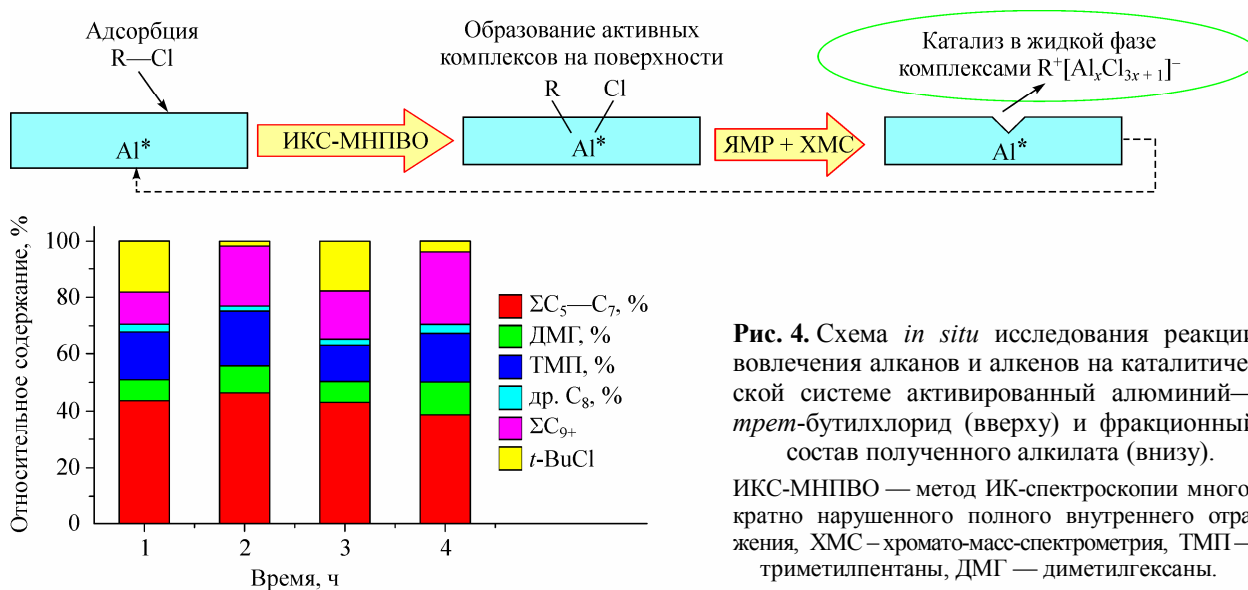 Адсорбция
R—Cl
Al*
ИКС-МНПВО
Образование активных
комплексов на поверхности
R Cl
Al*
ЯМР + ХМС
Катализ в жидкой фазе
комплексами R⁺[AlₓCl₃ₓ ₊ ₁]⁻
Al*
Относительное содержание, %
100
80
60
40
20
0
1 2 3 4
Время, ч
ΣC₅—C₇, %
ДМГ, %
ТМП, %
др. C₈, %
ΣC₉₊
t-BuCl
Рис. 4. Схема in situ исследования реакци
вовлечения алканов и алкенов на каталитиче
ской системе активированный алюминий—
трет-бутилхлорид (вверху) и фракционный
состав полученного алкилата (внизу).
ИКС-МНПВО — метод ИК-спектроскопии много
кратно нарушенного полного внутреннего отра
жения, ХМС – хромато-масс-спектрометрия, ТМП –
триметилпентаны, ДМГ — диметилгексаны.